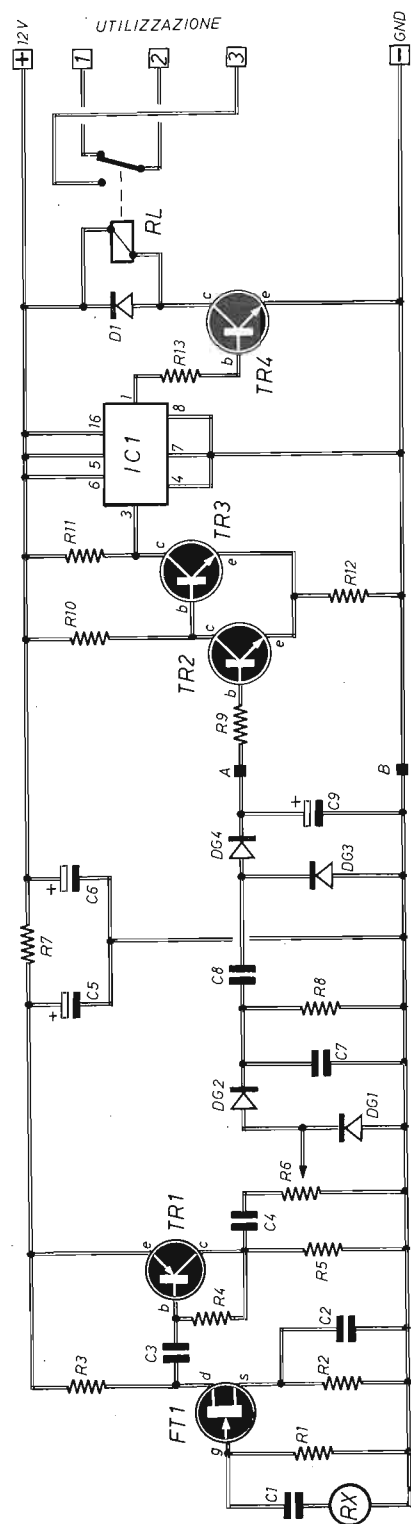 + 12V
UTILIZZAZIONE
1
2
3
− GND
RL
D1
c
b
e
TR4
R13
16
5
6
1
IC1
8
7
4
3
R11
R10
c
b
e
TR3
c
b
e
TR2
R12
R9
A
B
R7
+
C6
+
C5
DG4
+
C9
DG3
C8
R8
DG2
C7
DG1
R6
C4
e
c
b
TR1
R4
R5
C3
R3
d
s
g
FT1
C2
R2
R1
C1
RX